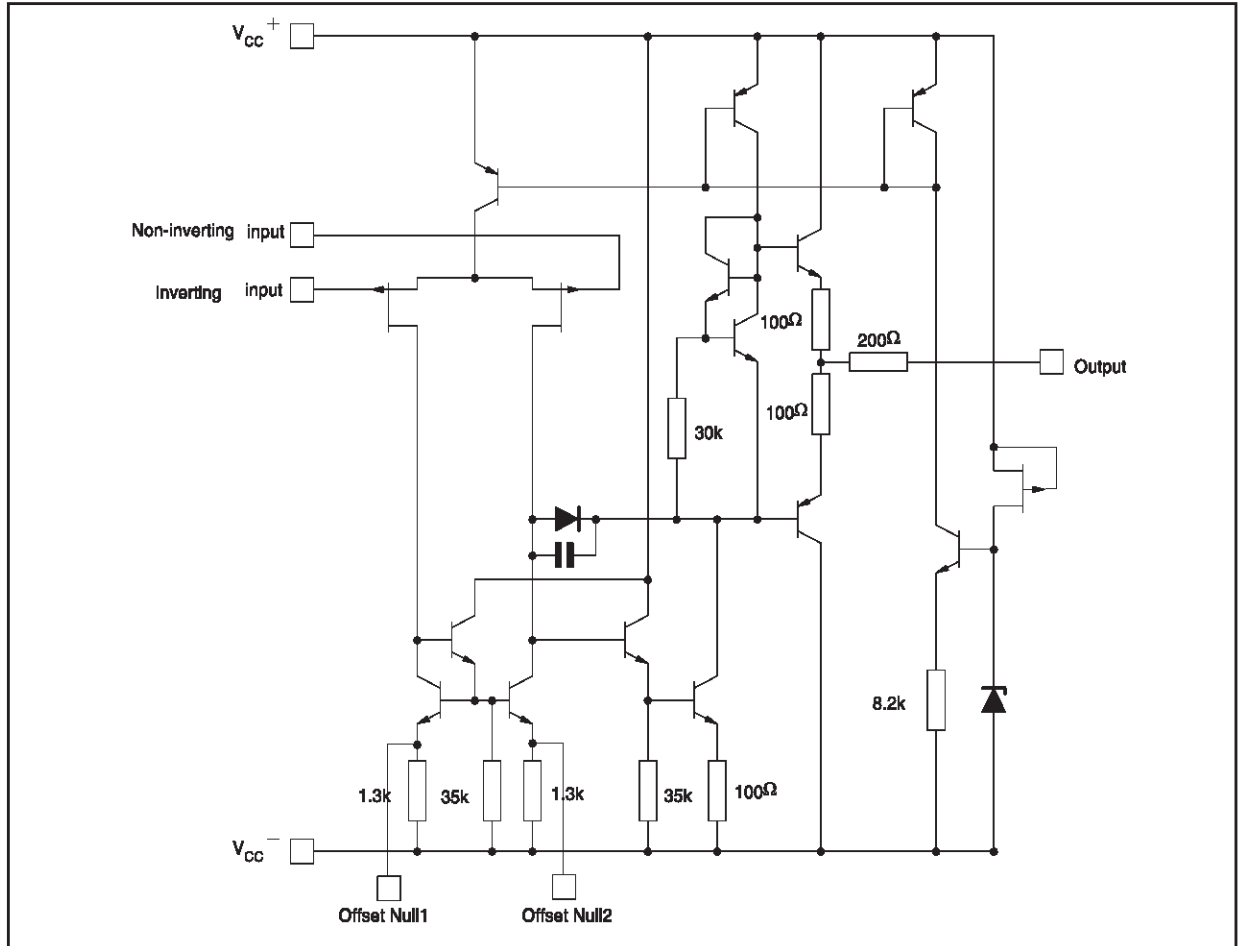 VCC+
Non-inverting input
Inverting input
100Ω
200Ω
Output
100Ω
30k
8.2k
1.3k
35k
1.3k
35k
100Ω
VCC−
Offset Null1
Offset Null2